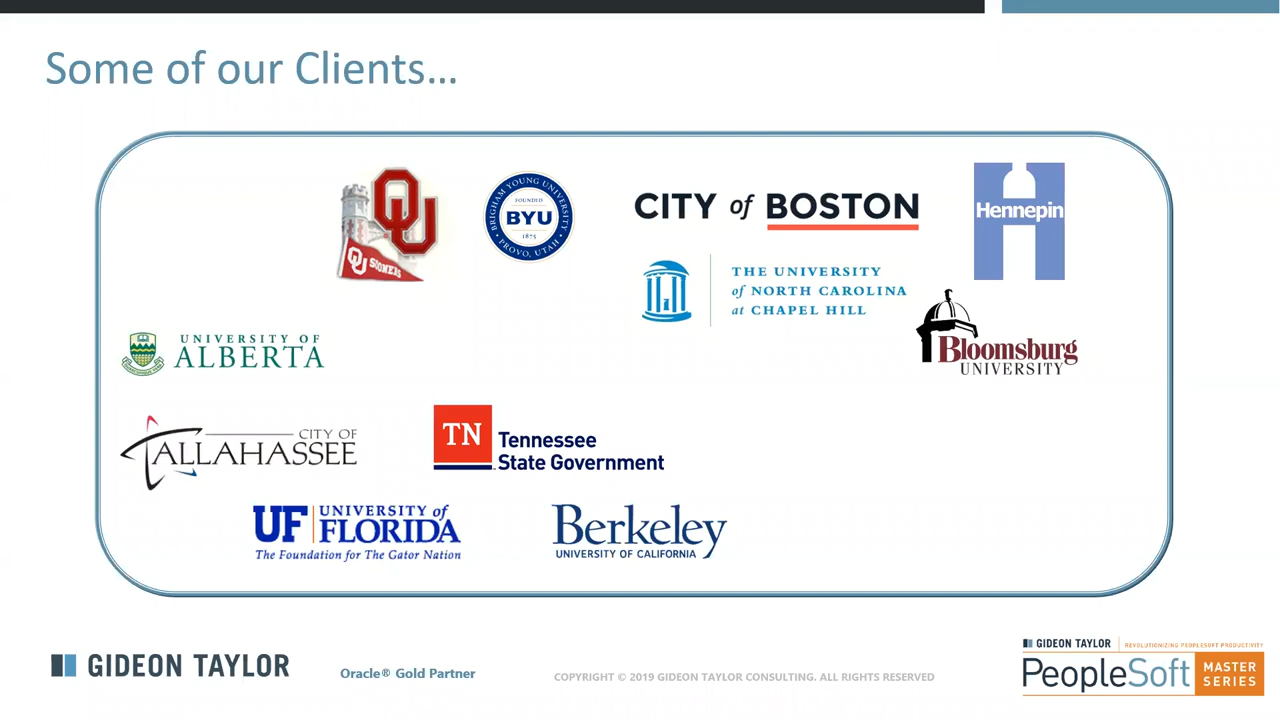 Some of our Clients...
OU
OU SOONERS
BRIGHAM YOUNG UNIVERSITY
FOUNDED
BYU
1875
PROVO, UTAH
CITY of BOSTON
Hennepin
THE UNIVERSITY
of NORTH CAROLINA
at CHAPEL HILL
UNIVERSITY OF
ALBERTA
Bloomsburg
UNIVERSITY
CITY OF
TALLAHASSEE
TN
Tennessee
State Government
UF UNIVERSITY of
FLORIDA
The Foundation for The Gator Nation
Berkeley
UNIVERSITY OF CALIFORNIA
GIDEON TAYLOR
Oracle® Gold Partner
COPYRIGHT © 2019 GIDEON TAYLOR CONSULTING. ALL RIGHTS RESERVED
GIDEON TAYLOR REVOLUTIONIZING PEOPLESOFT PRODUCTIVITY
PeopleSoft MASTER
SERIES